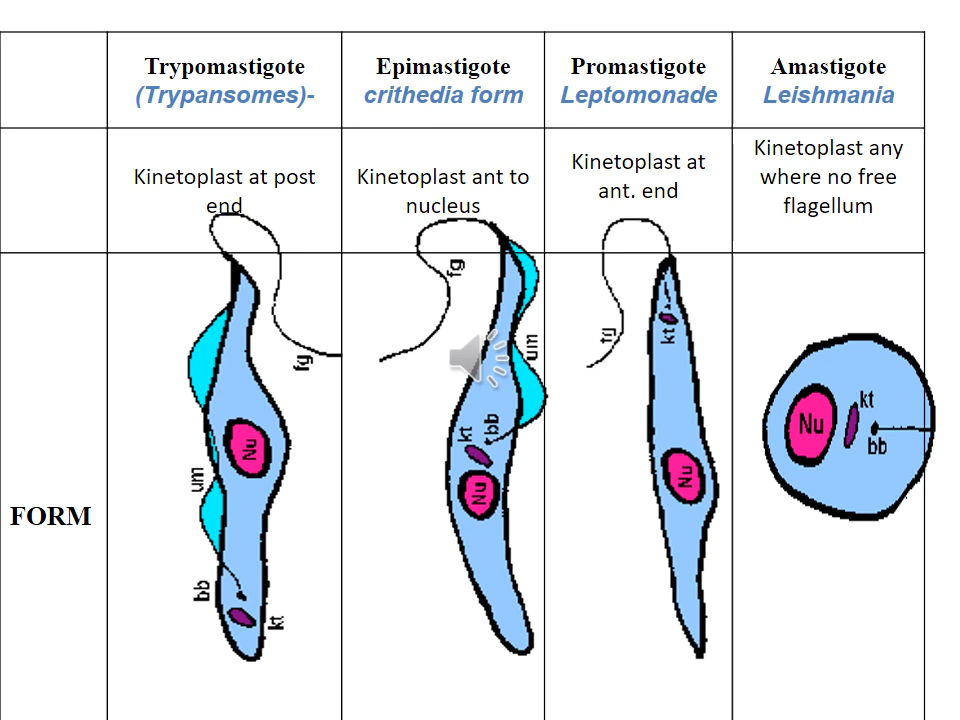 Trypomastigote
(Trypansomes)-
Epimastigote
crithedia form
Promastigote
Leptomonade
Amastigote
Leishmania
Kinetoplast at post
end
Kinetoplast ant to
nucleus
Kinetoplast at
ant. end
Kinetoplast any
where no free
flagellum
FORM
fg
Nu
um
bb
kt
fg
um
kt
bb
Nu
fg
kt
Nu
Nu
kt
bb